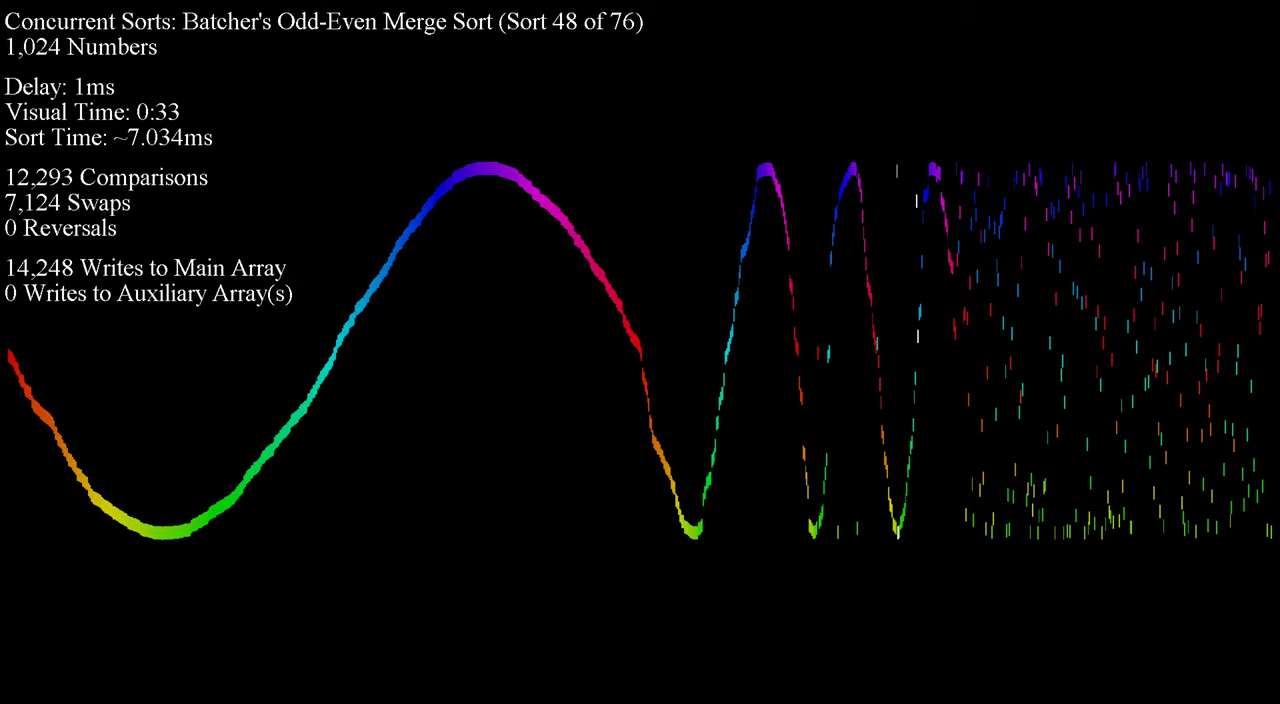 Concurrent Sorts: Batcher's Odd-Even Merge Sort (Sort 48 of 76)
1,024 Numbers
Delay: 1ms
Visual Time: 0:33
Sort Time: ~7.034ms
12,293 Comparisons
7,124 Swaps
0 Reversals
14,248 Writes to Main Array
0 Writes to Auxiliary Array(s)